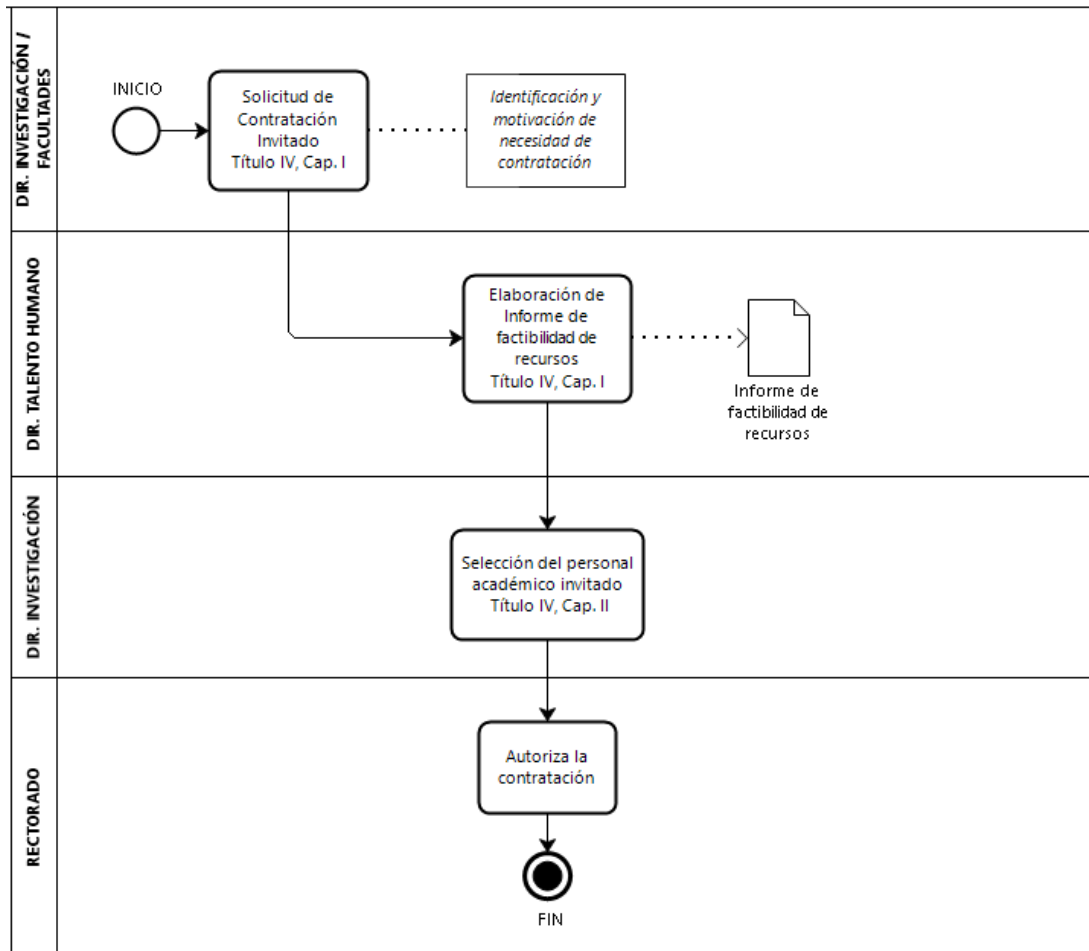 DIR. INVESTIGACIÓN /
FACULTADES
INICIO
Solicitud de
Contratación
Invitado
Título IV, Cap. I
Identificación y
motivación de
necesidad de
contratación
DIR. TALENTO HUMANO
Elaboración de
Informe de
factibilidad de
recursos
Título IV, Cap. I
Informe de
factibilidad de
recursos
DIR. INVESTIGACIÓN
Selección del personal
académico invitado
Título IV, Cap. II
RECTORADO
Autoriza la
contratación
FIN